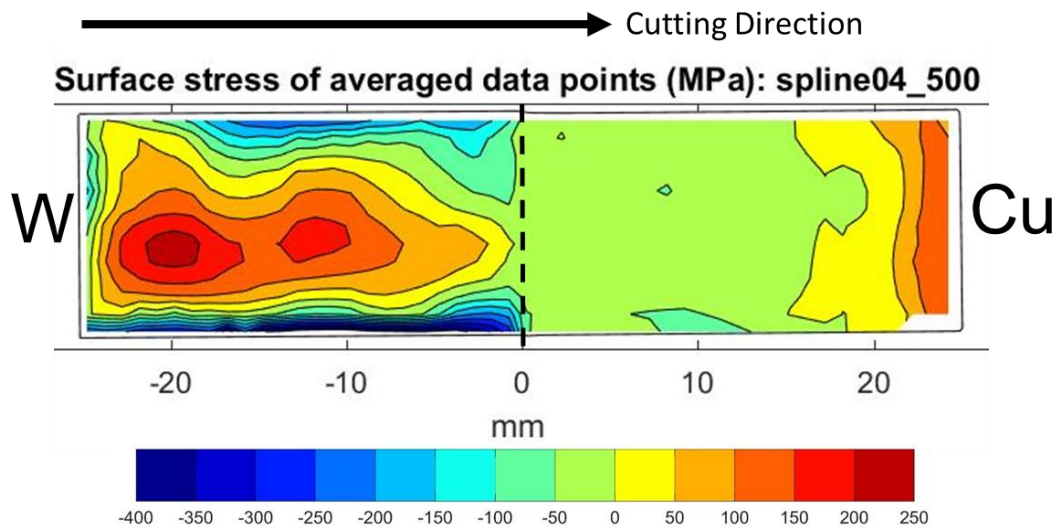 Cutting Direction
Surface stress of averaged data points (MPa): spline04_500
W
Cu
-20 -10 0 10 20
mm
-400 -350 -300 -250 -200 -150 -100 -50 0 50 100 150 200 250